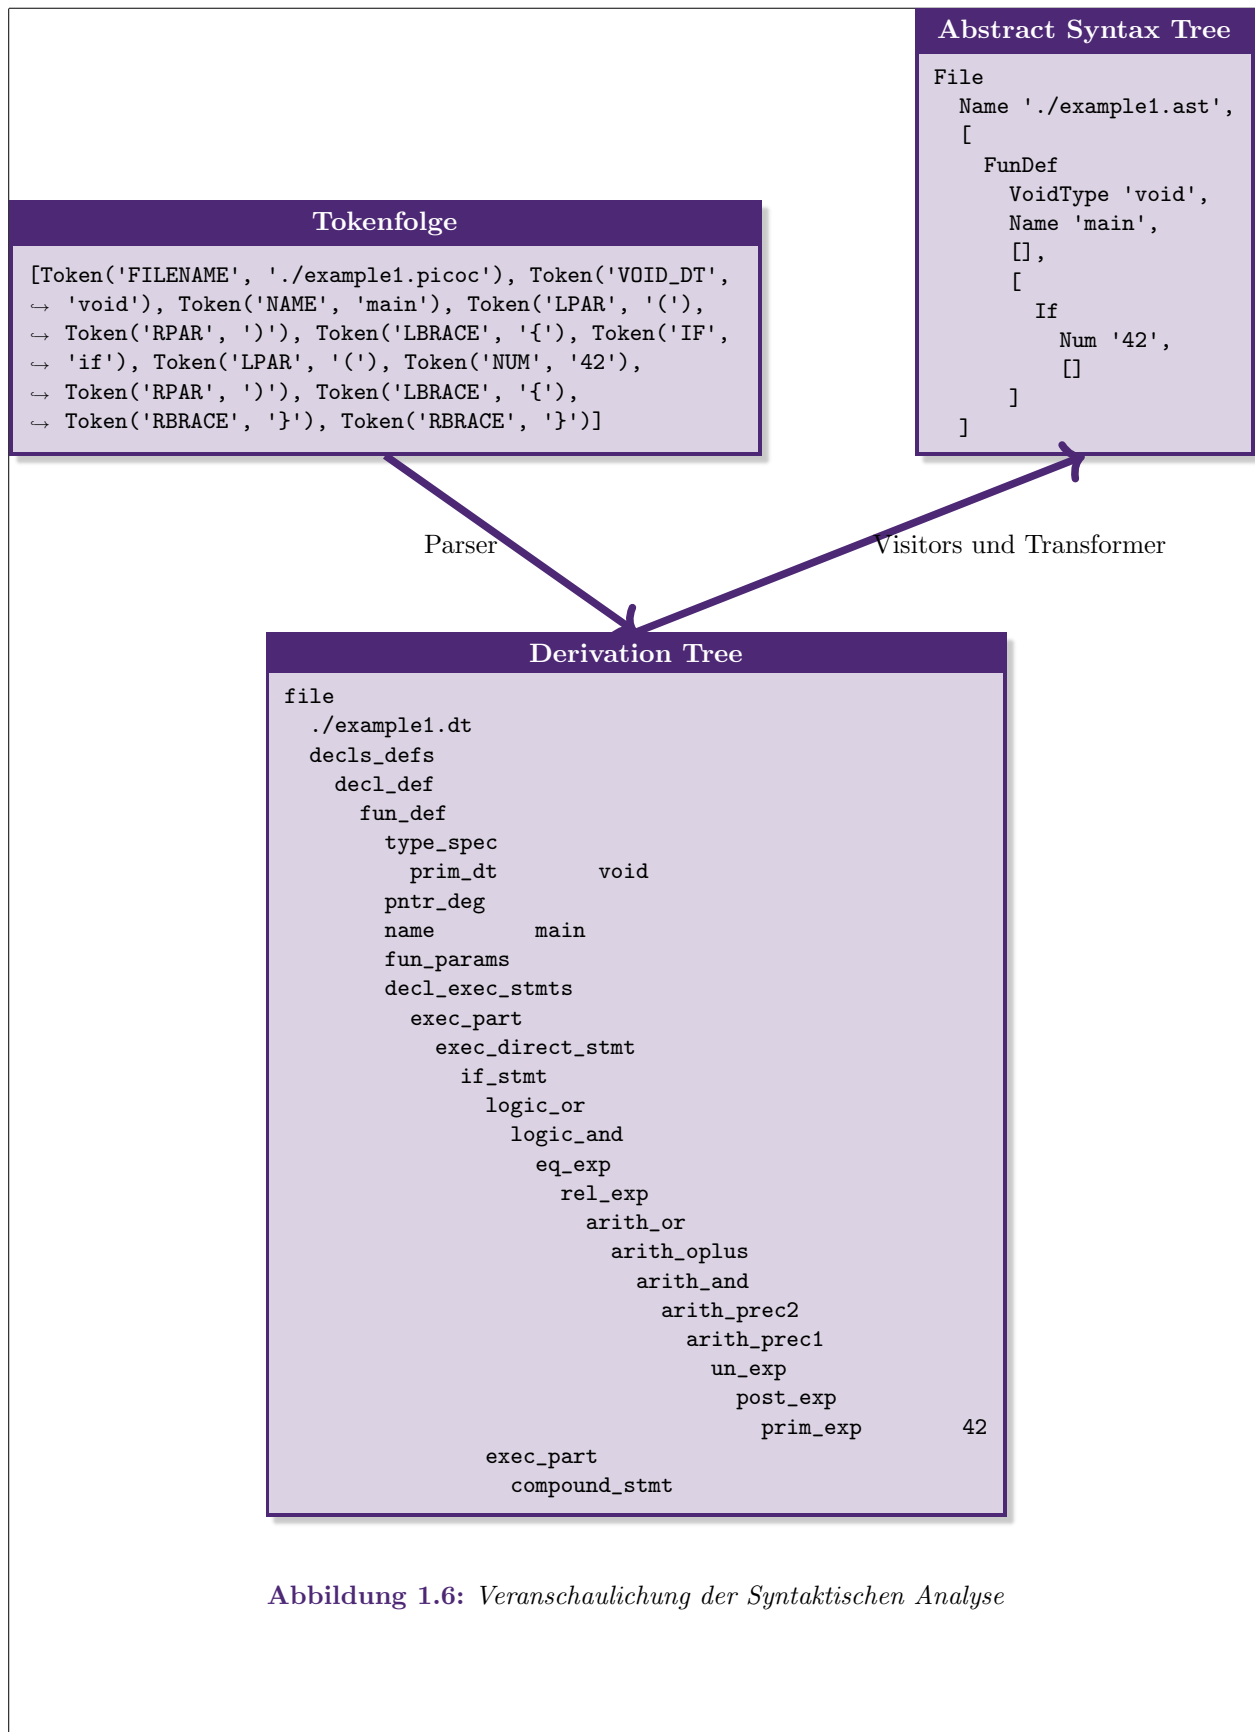 Abstract Syntax Tree
File
  Name './example1.ast',
  [
    FunDef
      VoidType 'void',
      Name 'main',
      [],
      [
        If
          Num '42',
          []
      ]
  ]
Tokenfolge
[Token('FILENAME', './example1.picoc'), Token('VOID_DT',
↪ 'void'), Token('NAME', 'main'), Token('LPAR', '('),
↪ Token('RPAR', ')'), Token('LBRACE', '{'), Token('IF',
↪ 'if'), Token('LPAR', '('), Token('NUM', '42'),
↪ Token('RPAR', ')'), Token('LBRACE', '{'),
↪ Token('RBRACE', '}'), Token('RBRACE', '}')]
Parser
Visitors und Transformer
Derivation Tree
file
  ./example1.dt
  decls_defs
    decl_def
      fun_def
        type_spec
          prim_dt        void
        pntr_deg
        name        main
        fun_params
        decl_exec_stmts
          exec_part
            exec_direct_stmt
              if_stmt
                logic_or
                  logic_and
                    eq_exp
                      rel_exp
                        arith_or
                          arith_oplus
                            arith_and
                              arith_prec2
                                arith_prec1
                                  un_exp
                                    post_exp
                                      prim_exp        42
                exec_part
                  compound_stmt
Abbildung 1.6: Veranschaulichung der Syntaktischen Analyse